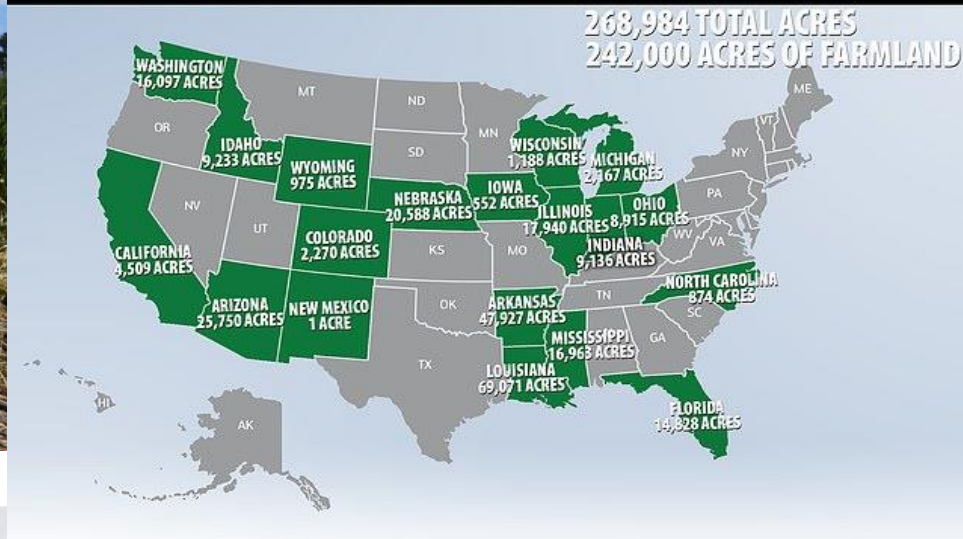 268,984 TOTAL ACRES
242,000 ACRES OF FARMLAND
WASHINGTON
16,097 ACRES
MT
ND
ME
OR
IDAHO
9,233 ACRES
SD
MN
WISCONSIN
1,188 ACRES
MICHIGAN
2,167 ACRES
VT
NY
WYOMING
975 ACRES
NEBRASKA
20,588 ACRES
IOWA
552 ACRES
ILLINOIS
17,940 ACRES
OHIO
8,915 ACRES
PA
NV
UT
COLORADO
2,270 ACRES
KS
MO
INDIANA
9,136 ACRES
WV
VA
CALIFORNIA
4,509 ACRES
ARIZONA
25,750 ACRES
NEW MEXICO
1 ACRE
OK
ARKANSAS
47,927 ACRES
TN
NORTH CAROLINA
874 ACRES
SC
MISSISSIPPI
16,963 ACRES
GA
TX
LOUISIANA
69,071 ACRES
FLORIDA
14,828 ACRES
HI
AK